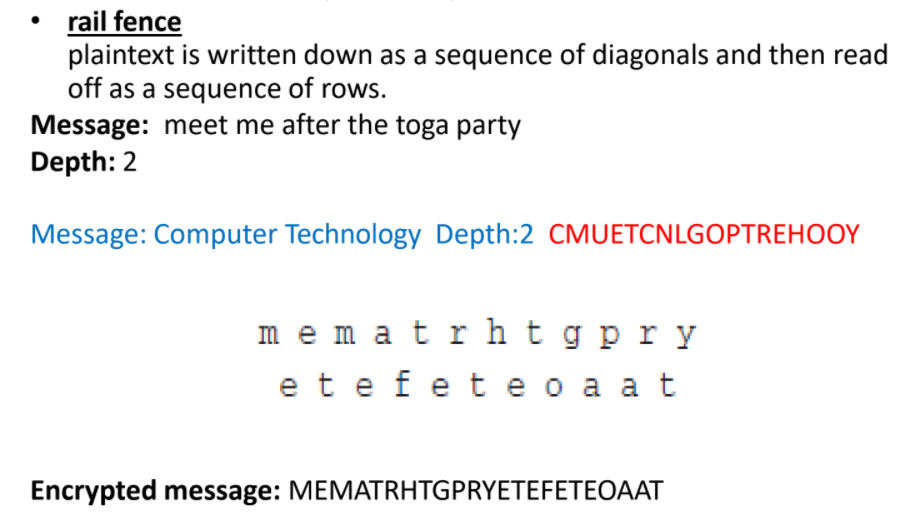 • rail fence
plaintext is written down as a sequence of diagonals and then read
off as a sequence of rows.
Message: meet me after the toga party
Depth: 2
Message: Computer Technology Depth:2 CMUETCNLGOPTREHOOY
m e m a t r h t g p r y
e t e f e t e o a a t
Encrypted message: MEMATRHTGPRYETEFETEOAAT